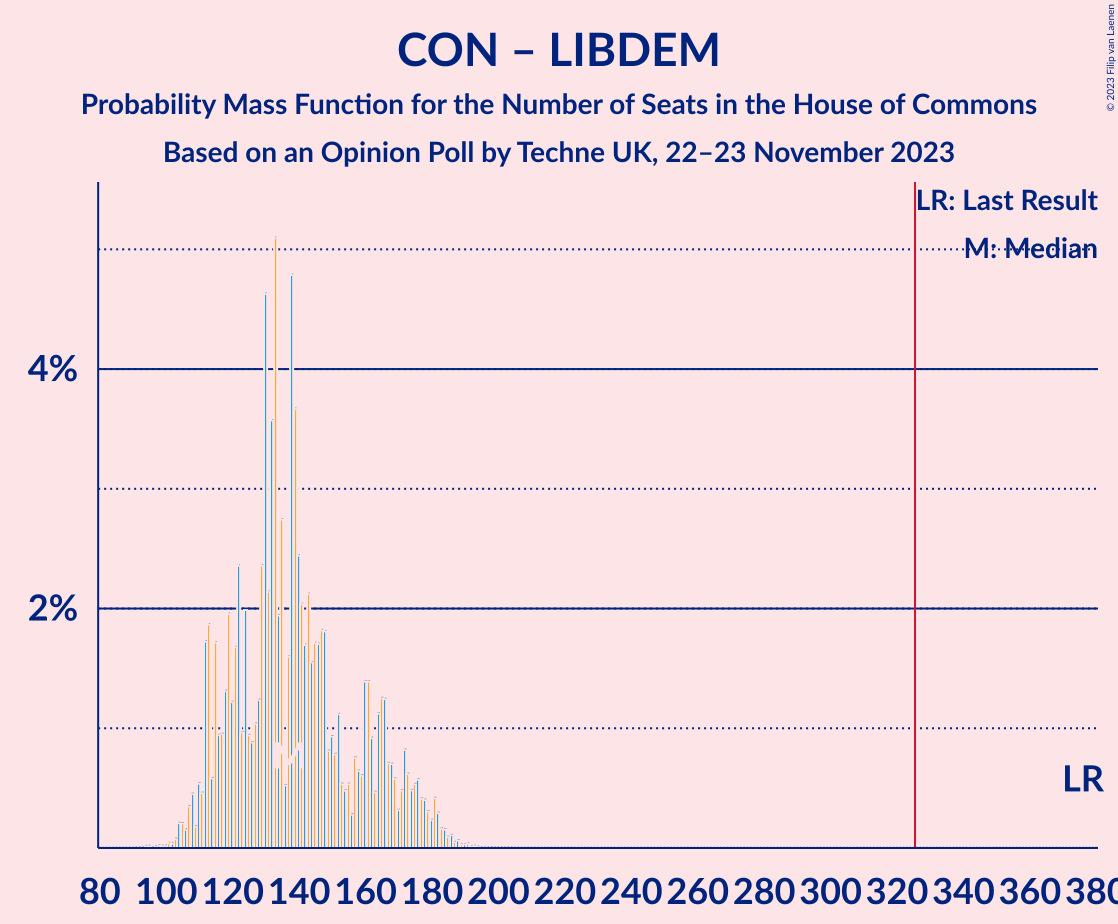 CON – LIBDEM
Probability Mass Function for the Number of Seats in the House of Commons
Based on an Opinion Poll by Techne UK, 22–23 November 2023
© 2023 Filip van Laenen
LR: Last Result
M: Median
4%
2%
LR
80 100 120 140 160 180 200 220 240 260 280 300 320 340 360 380